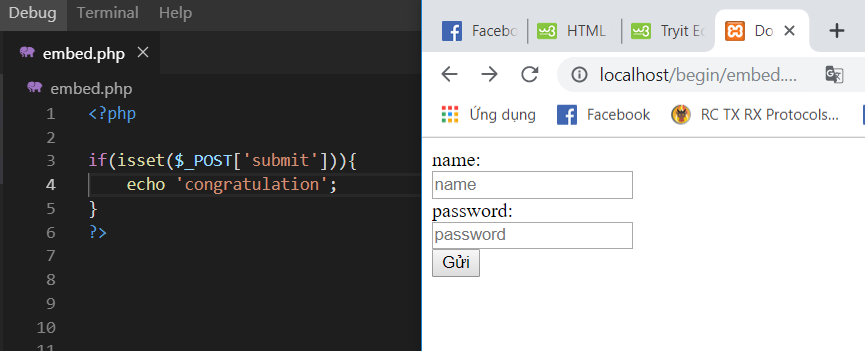 Debug Terminal Help
embed.php
embed.php
1 <?php
2
3 if(isset($_POST['submit'])){
4 echo 'congratulation';
5 }
6 ?>
7
8
9
10
11
Facebo HTML Tryit Ed Do
localhost/begin/embed....
Ứng dụng Facebook RC TX RX Protocols...
name:
name
password:
password
Gửi